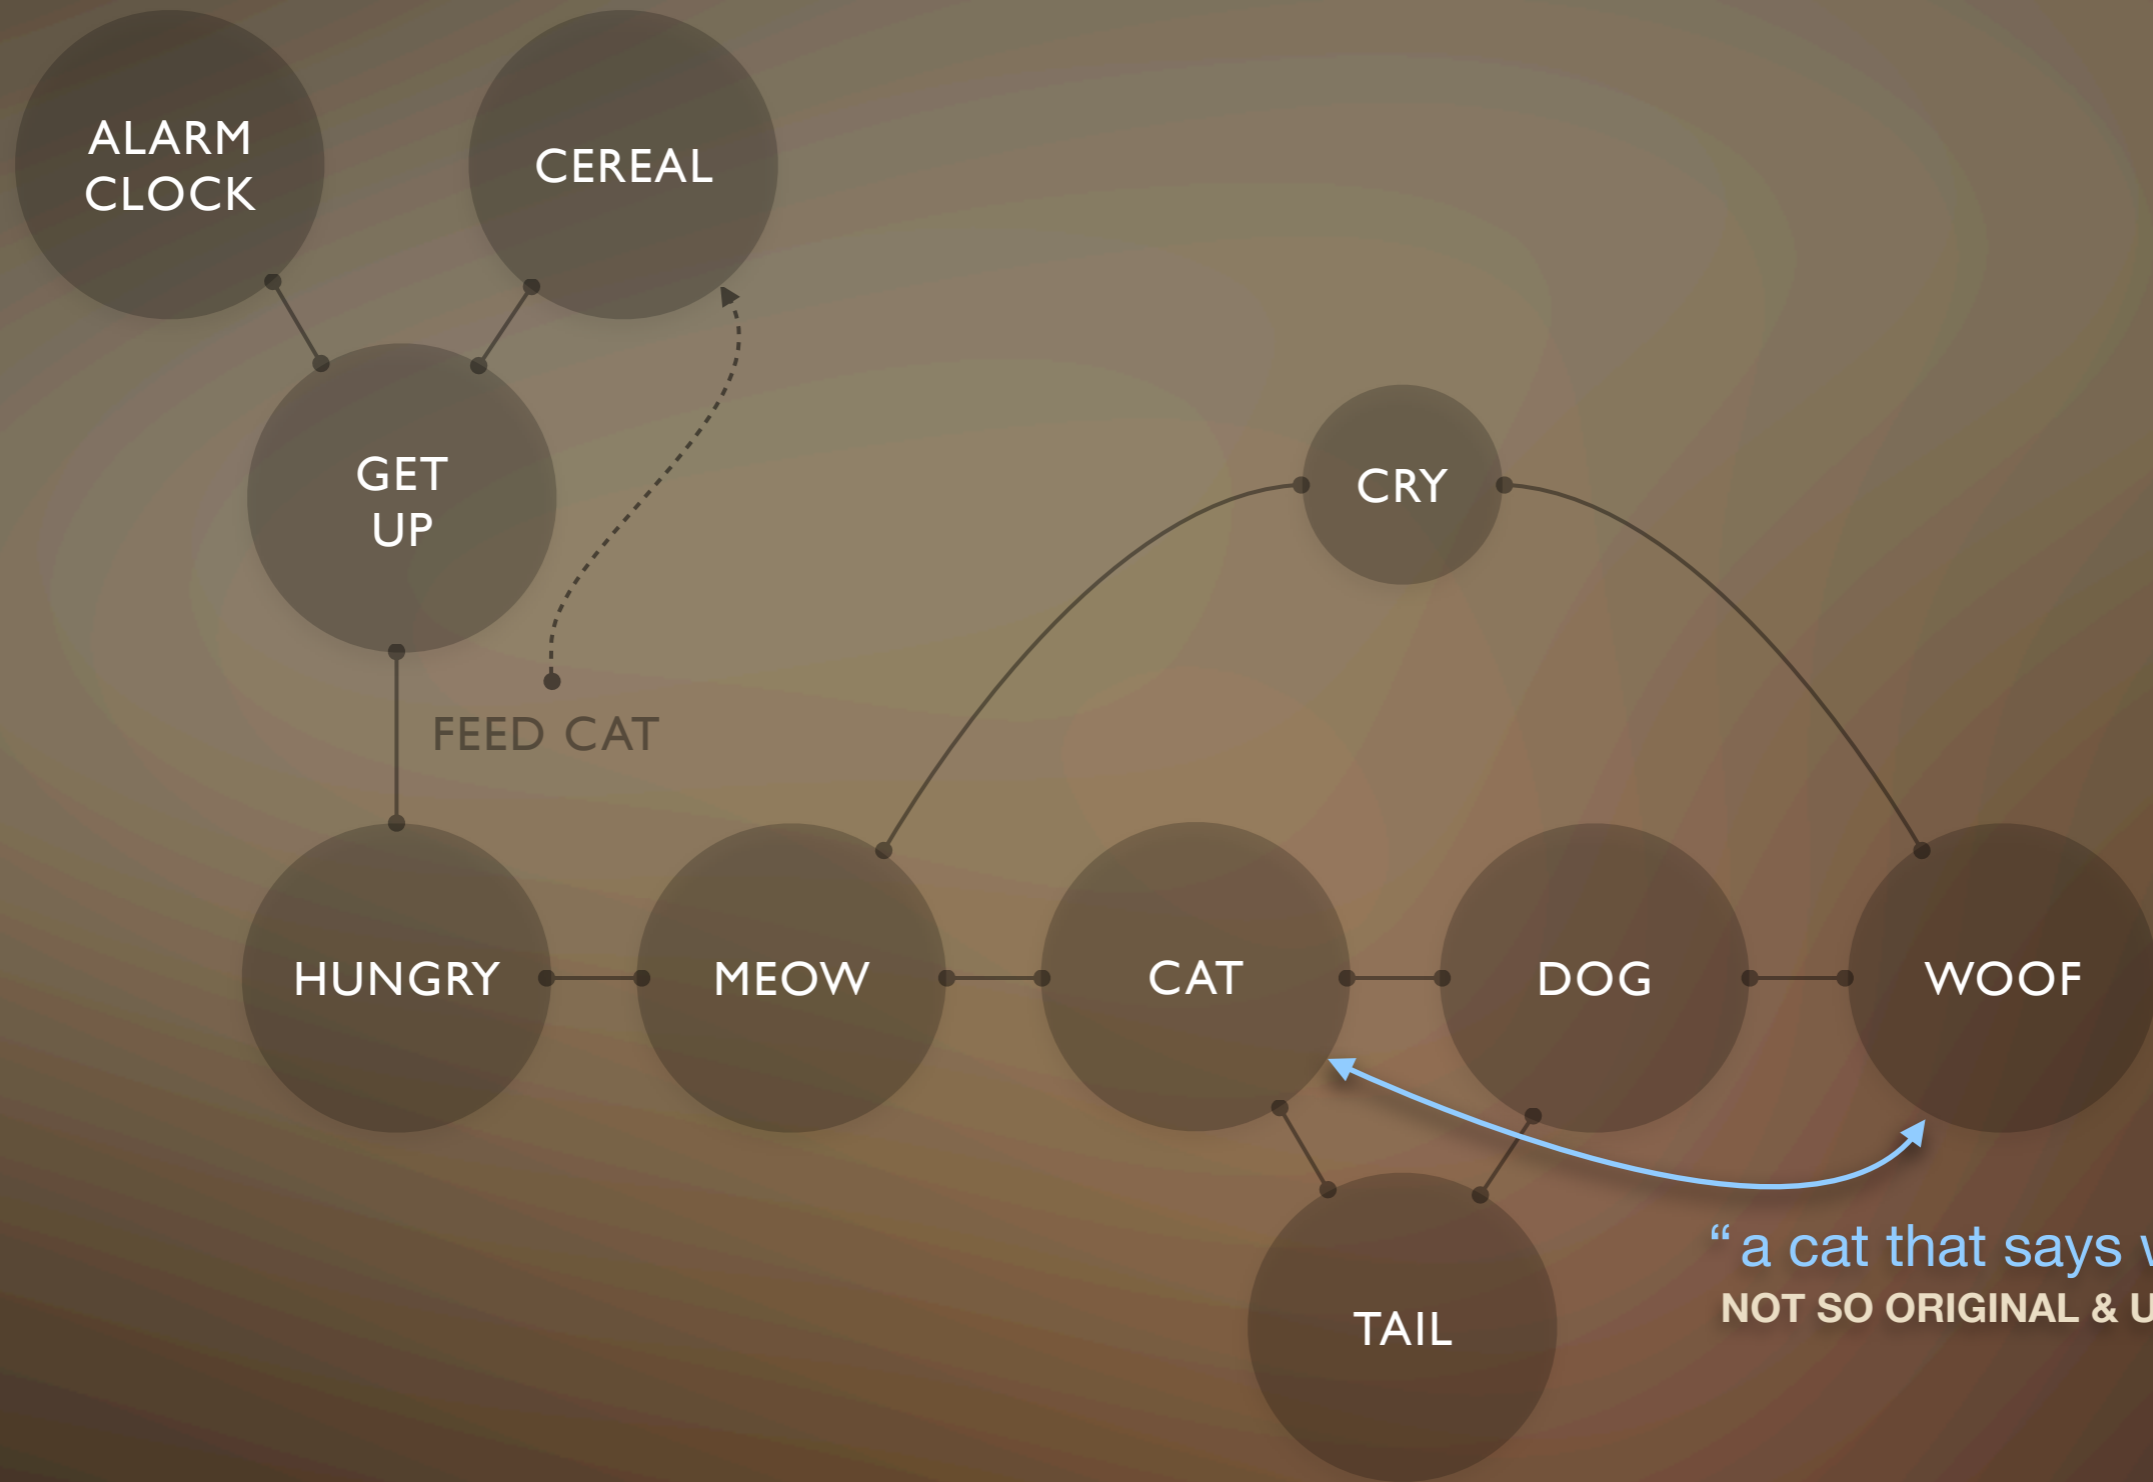 ALARM
CLOCK
CEREAL
GET
UP
CRY
FEED CAT
HUNGRY
MEOW
CAT
DOG
WOOF
TAIL
“a cat that says
NOT SO ORIGINAL &